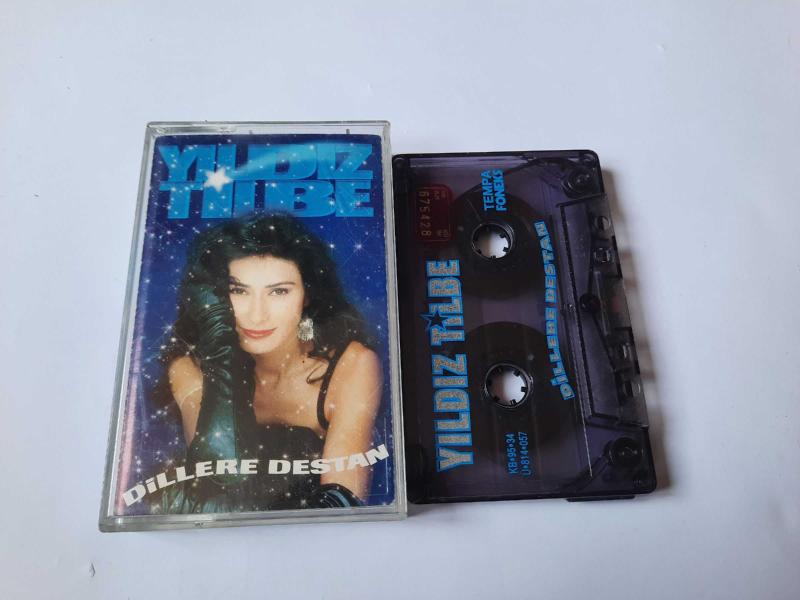 YILDIZ
TİLBE
DİLLERE DESTAN
YILDIZ TİLBE
DİLLERE DESTAN
TEMPA
FONEKS
675428
KB★95★34
Ü★814★057